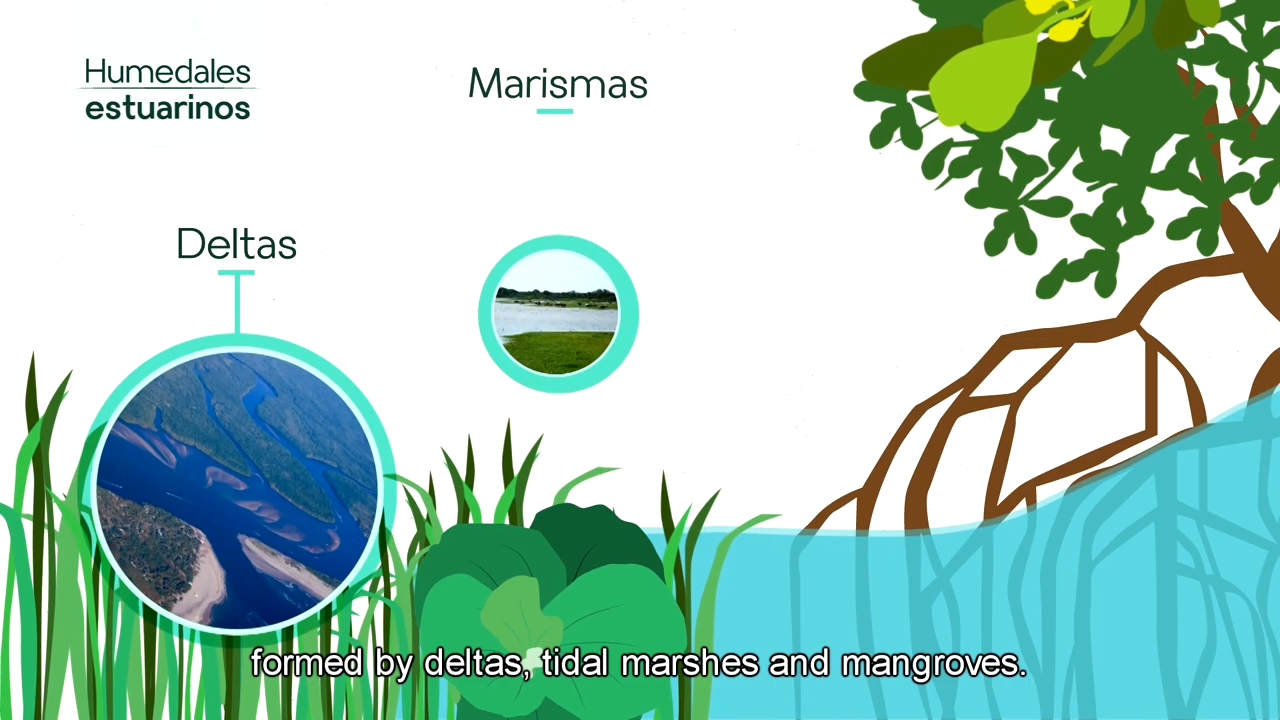 Humedales
estuarinos
Marismas
Deltas
formed by deltas, tidal marshes and mangroves.